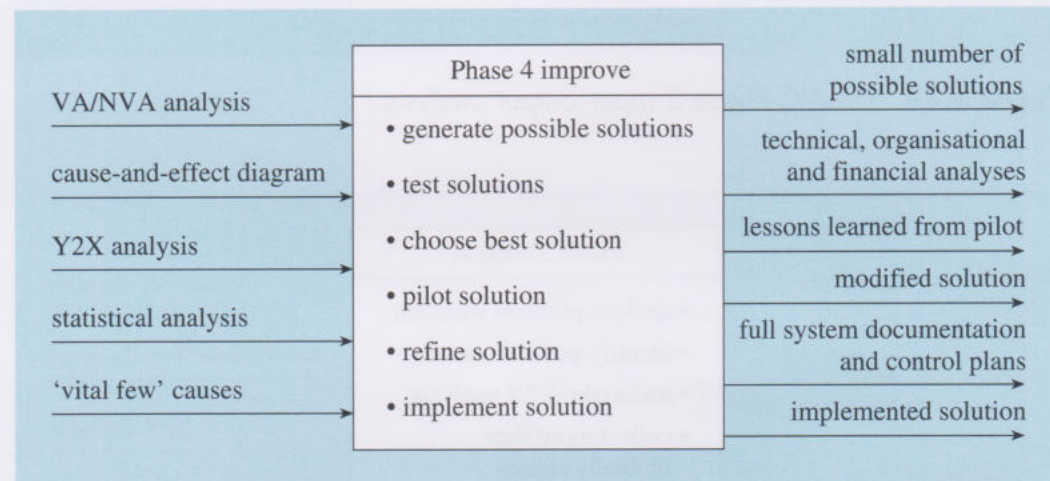 VA/NVA analysis
cause-and-effect diagram
Y2X analysis
statistical analysis
‘vital few’ causes
Phase 4 improve
• generate possible solutions
• test solutions
• choose best solution
• pilot solution
• refine solution
• implement solution
small number of
possible solutions
technical, organisational
and financial analyses
lessons learned from pilot
modified solution
full system documentation
and control plans
implemented solution